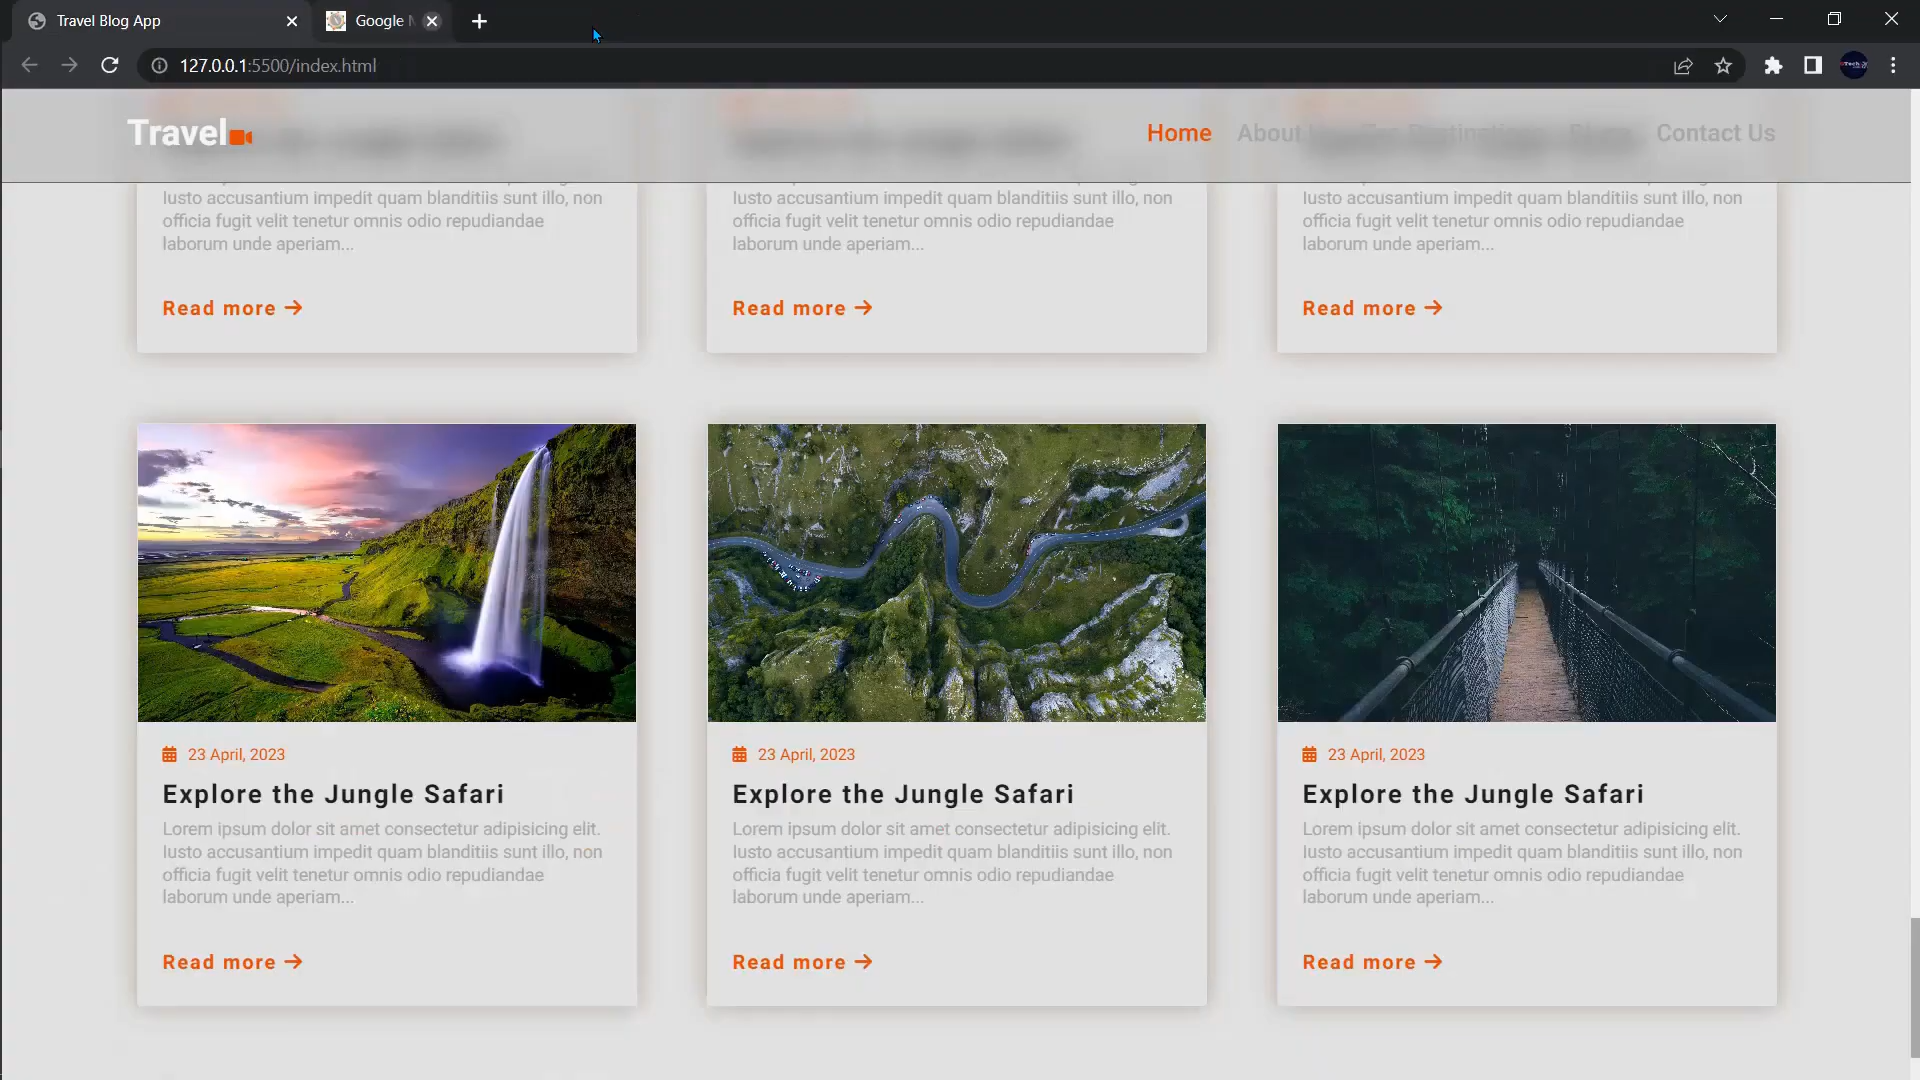 Travel Blog App
Google
127.0.0.1:5500/index.html
Travel
Home About Contact Us
Iusto accusantium impedit quam blanditiis sunt illo, non
officia fugit velit tenetur omnis odio repudiandae
laborum unde aperiam...
Read more
Iusto accusantium impedit quam blanditiis sunt illo, non
officia fugit velit tenetur omnis odio repudiandae
laborum unde aperiam...
Read more
Iusto accusantium impedit quam blanditiis sunt illo, non
officia fugit velit tenetur omnis odio repudiandae
laborum unde aperiam...
Read more
23 April, 2023
Explore the Jungle Safari
Lorem ipsum dolor sit amet consectetur adipisicing elit.
Iusto accusantium impedit quam blanditiis sunt illo, non
officia fugit velit tenetur omnis odio repudiandae
laborum unde aperiam...
Read more
23 April, 2023
Explore the Jungle Safari
Lorem ipsum dolor sit amet consectetur adipisicing elit.
Iusto accusantium impedit quam blanditiis sunt illo, non
officia fugit velit tenetur omnis odio repudiandae
laborum unde aperiam...
Read more
23 April, 2023
Explore the Jungle Safari
Lorem ipsum dolor sit amet consectetur adipisicing elit.
Iusto accusantium impedit quam blanditiis sunt illo, non
officia fugit velit tenetur omnis odio repudiandae
laborum unde aperiam...
Read more